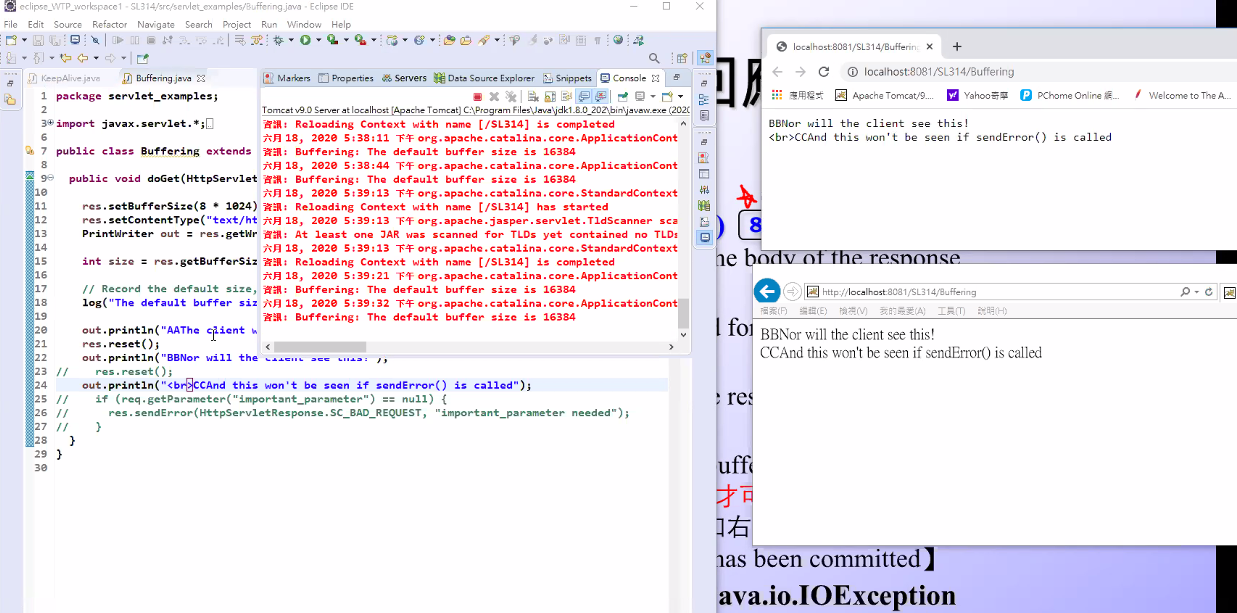 eclipse_WTP_workspace1 - SL314/src/servlet_examples/Buffering.java - Eclipse IDE
File Edit Source Refactor Navigate Search Project Run Window Help
KeepAlive.java Buffering.java
1 package servlet_examples;
2
3 import javax.servlet.*;
6
7 public class Buffering extends
8
9 public void doGet(HttpServlet
10
11 res.setBufferSize(8 * 1024)
12 res.setContentType("text/ht
13 PrintWriter out = res.getWr
14
15 int size = res.getBufferSiz
16
17 // Record the default size,
18 log("The default buffer siz
19
20 out.println("AAThe client w
21 res.reset();
22 out.println("BBNor will the client see this!");
23 // res.reset();
24 out.println("<br>CCAnd this won't be seen if sendError() is called");
25 // if (req.getParameter("important_parameter") == null) {
26 // res.sendError(HttpServletResponse.SC_BAD_REQUEST, "important_parameter needed");
27 // }
28 }
29 }
30
Markers Properties Servers Data Source Explorer Snippets Console
Tomcat v9.0 Server at localhost [Apache Tomcat] C:\Program Files\Java\jdk1.8.0_202\bin\javaw.exe (2020
資訊: Reloading Context with name [/SL314] is completed
六月 18, 2020 5:38:11 下午 org.apache.catalina.core.ApplicationCont
資訊: Buffering: The default buffer size is 16384
六月 18, 2020 5:38:44 下午 org.apache.catalina.core.ApplicationCont
資訊: Buffering: The default buffer size is 16384
六月 18, 2020 5:39:13 下午 org.apache.catalina.core.StandardContext
資訊: Reloading Context with name [/SL314] has started
六月 18, 2020 5:39:13 下午 org.apache.jasper.servlet.TldScanner sca
資訊: At least one JAR was scanned for TLDs yet contained no TLDs
六月 18, 2020 5:39:13 下午 org.apache.catalina.core.StandardContext
資訊: Reloading Context with name [/SL314] is completed
六月 18, 2020 5:39:21 下午 org.apache.catalina.core.ApplicationCont
資訊: Buffering: The default buffer size is 16384
六月 18, 2020 5:39:32 下午 org.apache.catalina.core.ApplicationCont
資訊: Buffering: The default buffer size is 16384
localhost:8081/SL314/Buffering
localhost:8081/SL314/Buffering
應用程式 Apache Tomcat/9.... Yahoo奇摩 PChome Online 網... Welcome to The A...
BBNor will the client see this!
<br>CCAnd this won't be seen if sendError() is called
) 8
he body of the response
http://localhost:8081/SL314/Buffering
檔案(F) 編輯(E) 檢視(V) 我的最愛(A) 工具(T) 說明(H)
BBNor will the client see this!
CCAnd this won't be seen if sendError() is called
d for
e res
uffe
才可
如右
has been committed】
ava.io.IOException